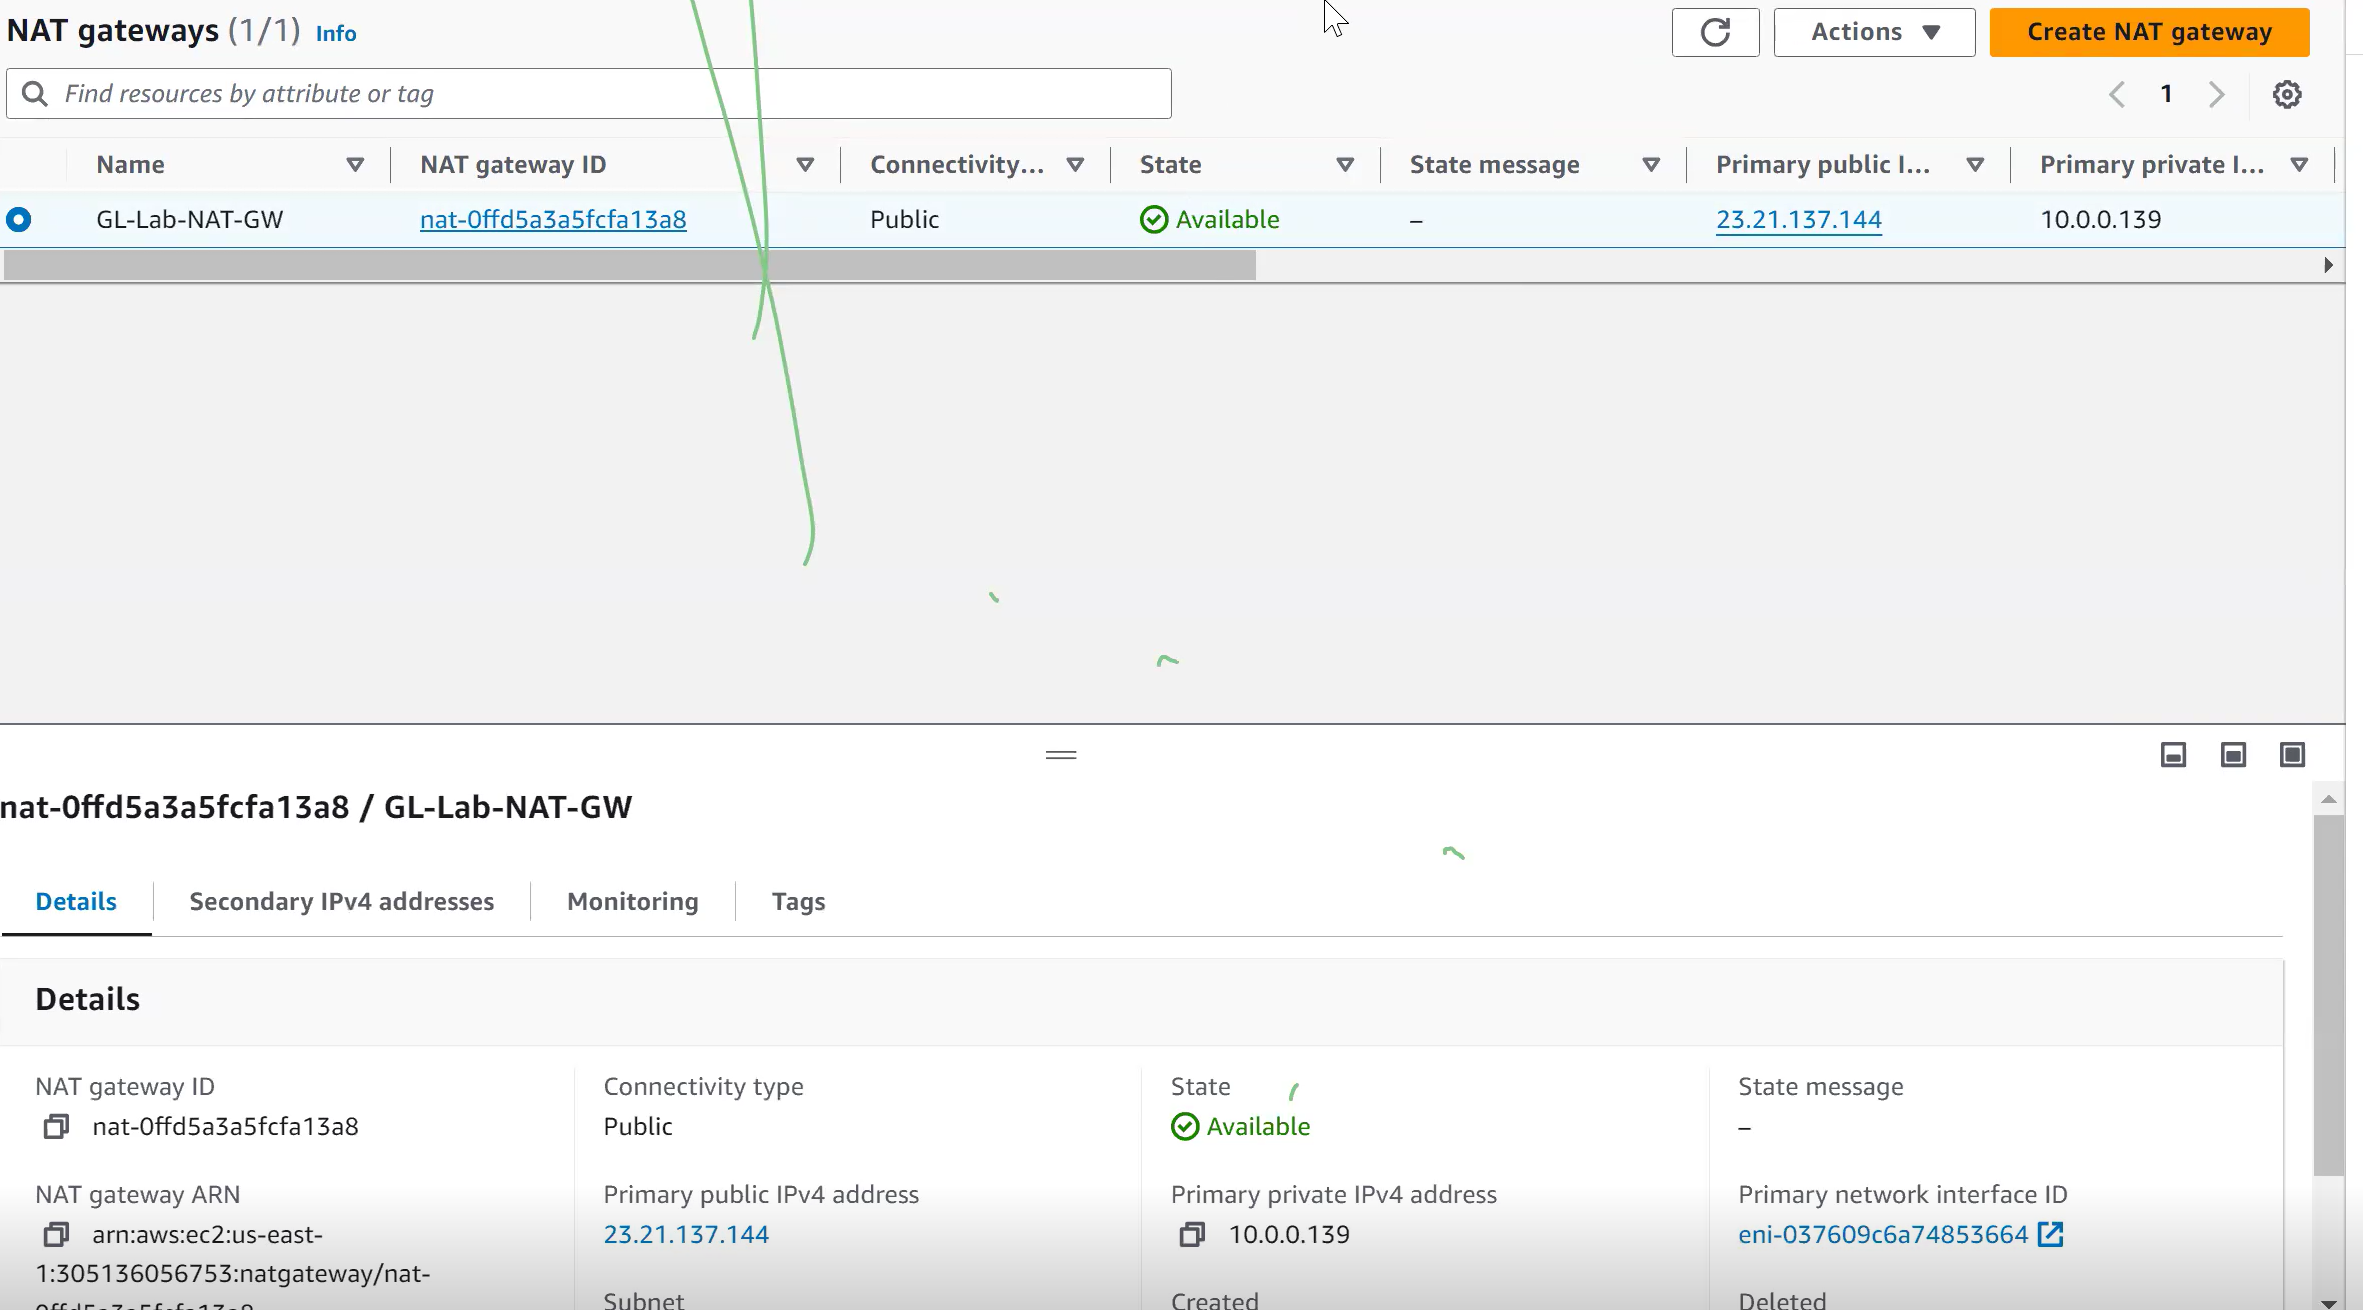 NAT gateways (1/1) Info
Actions
Create NAT gateway
Find resources by attribute or tag
1
Name NAT gateway ID Connectivity... State State message Primary public I... Primary private I...
GL-Lab-NAT-GW nat-0ffd5a3a5fcfa13a8 Public Available – 23.21.137.144 10.0.0.139
nat-0ffd5a3a5fcfa13a8 / GL-Lab-NAT-GW
Details Secondary IPv4 addresses Monitoring Tags
Details
NAT gateway ID Connectivity type State State message
nat-0ffd5a3a5fcfa13a8 Public Available –
NAT gateway ARN Primary public IPv4 address Primary private IPv4 address Primary network interface ID
arn:aws:ec2:us-east- 23.21.137.144 10.0.0.139 eni-037609c6a74853664
1:305136056753:natgateway/nat-
0ffd5a3a5fcfa13a8 Subnet Created Deleted